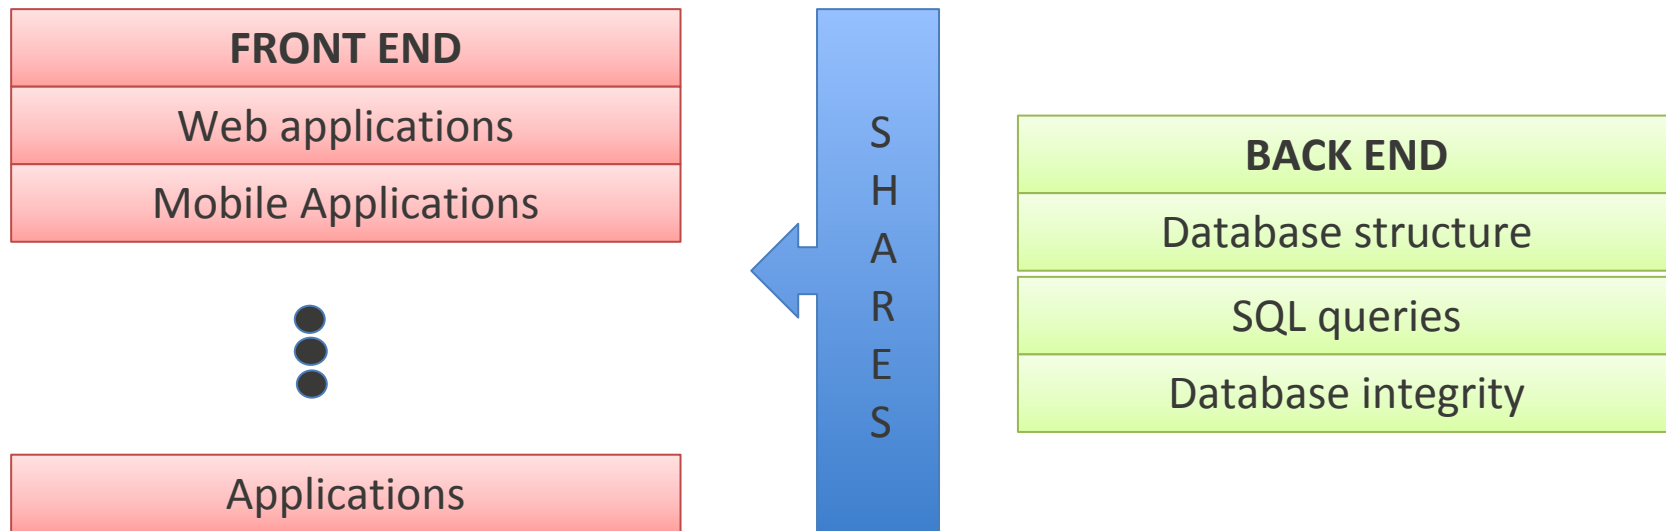 FRONT END
Web applications
Mobile Applications
Applications
S
H
A
R
E
S
BACK END
Database structure
SQL queries
Database integrity